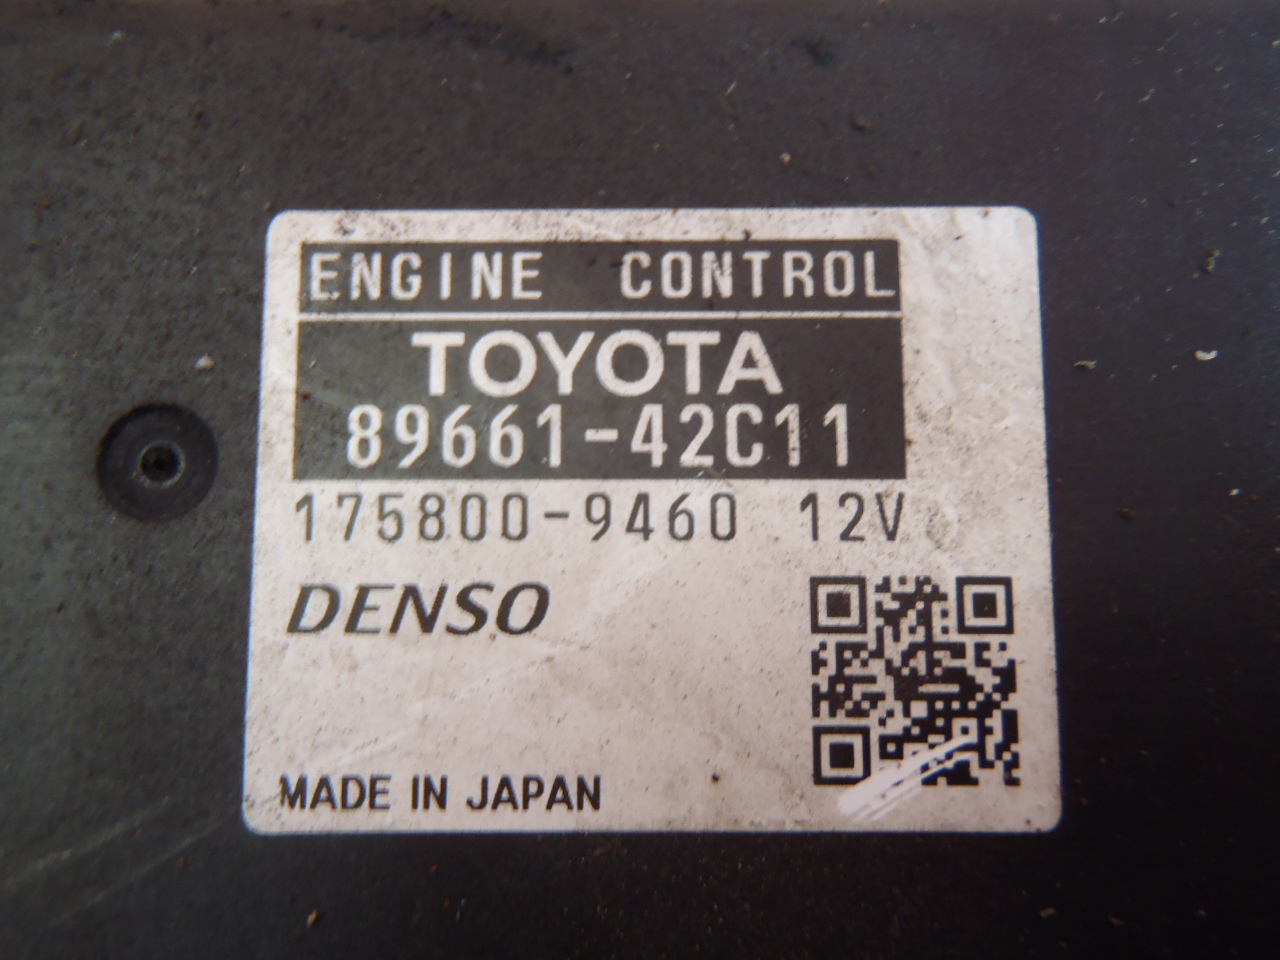 ENGINE CONTROL
TOYOTA
89661-42C11
175800-9460 12V
DENSO
MADE IN JAPAN